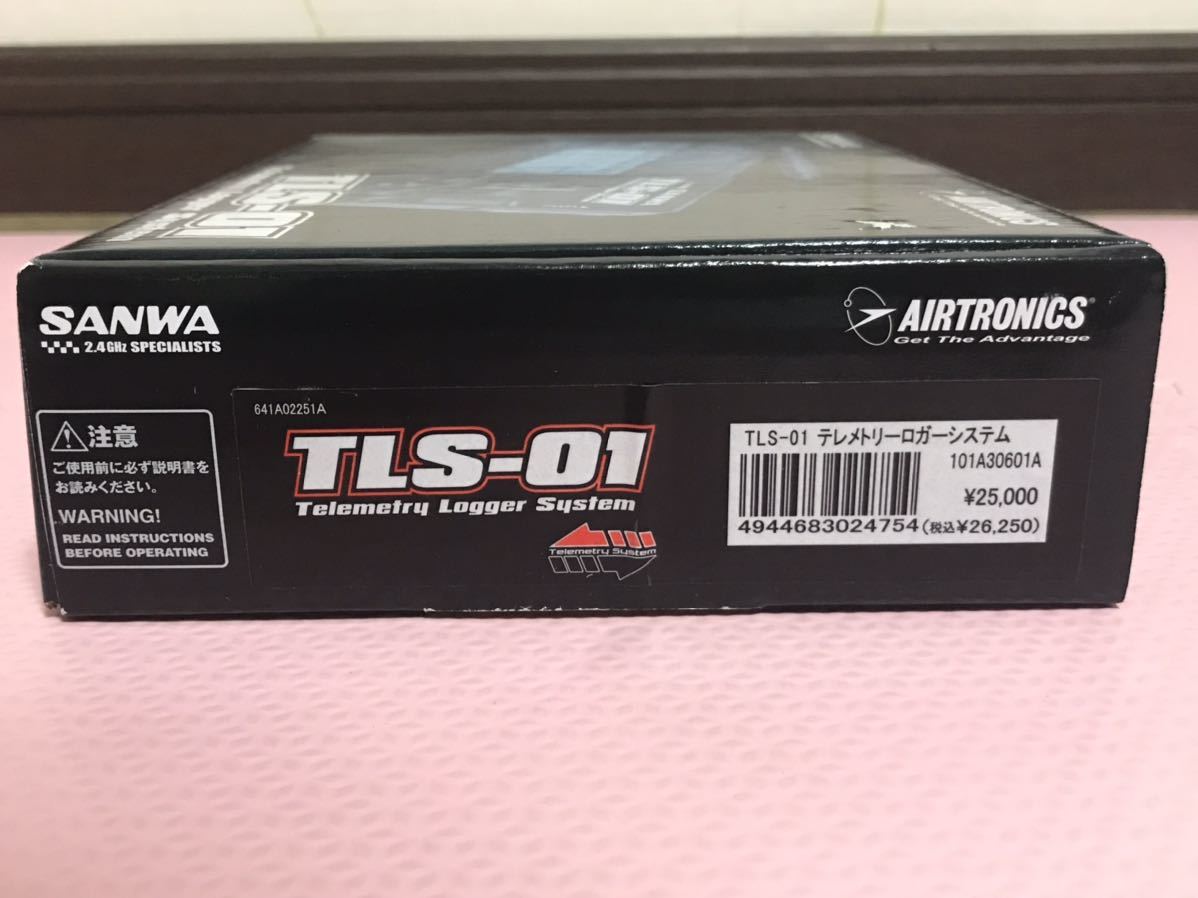 TLS-01
AIRTRONICS
SANWA
2.4GHz SPECIALISTS
AIRTRONICS
Get The Advantage
注意
ご使用前に必ず説明書を
お読みください。
WARNING!
READ INSTRUCTIONS
BEFORE OPERATING
641A02251A
TLS-01
Telemetry Logger System
Telemetry System
TLS-01 テレメトリーロガーシステム
101A30601A
¥25,000
4944683024754(税込¥26,250)